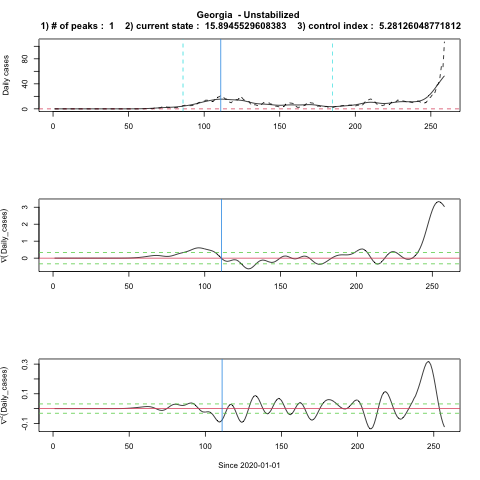 Georgia - Unstabilized
1) # of peaks : 1 2) current state : 15.8945529608383 3) control index : 5.28126048771812
Daily cases
80
40
0
0 50 100 150 200 250
∇(Daily_cases)
3
2
1
0
0 50 100 150 200 250
∇²(Daily_cases)
0.3
0.1
-0.1
0 50 100 150 200 250
Since 2020-01-01